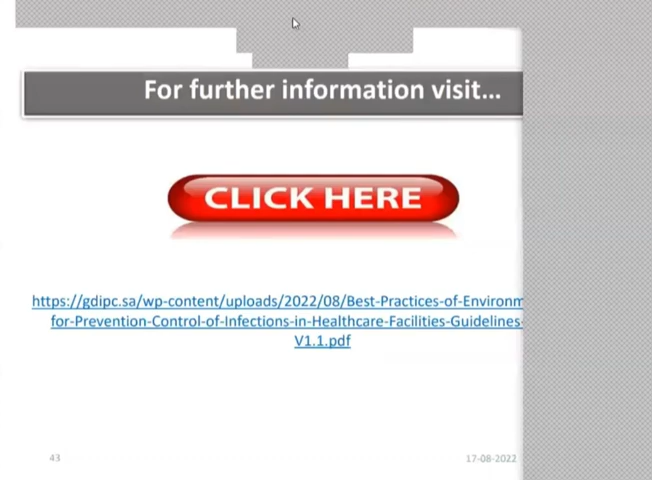 For further information visit...
CLICK HERE
https://gdipc.sa/wp-content/uploads/2022/08/Best-Practices-of-Environm
for-Prevention-Control-of-Infections-in-Healthcare-Facilities-Guidelines-
V1.1.pdf
43
17-08-2022